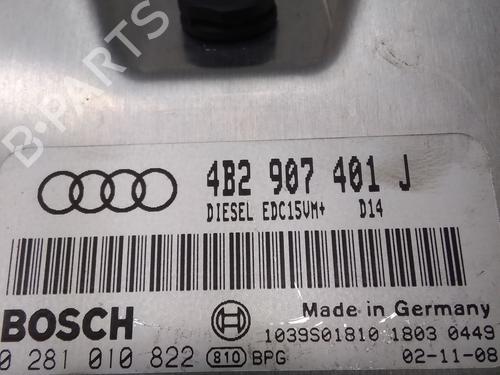 B-PARTS
4B2 907 401 J
DIESEL EDC15VM+ D14
BOSCH
Made in Germany
1039S01810 1803 0449
0 281 010 822 810 BPG 02-11-08